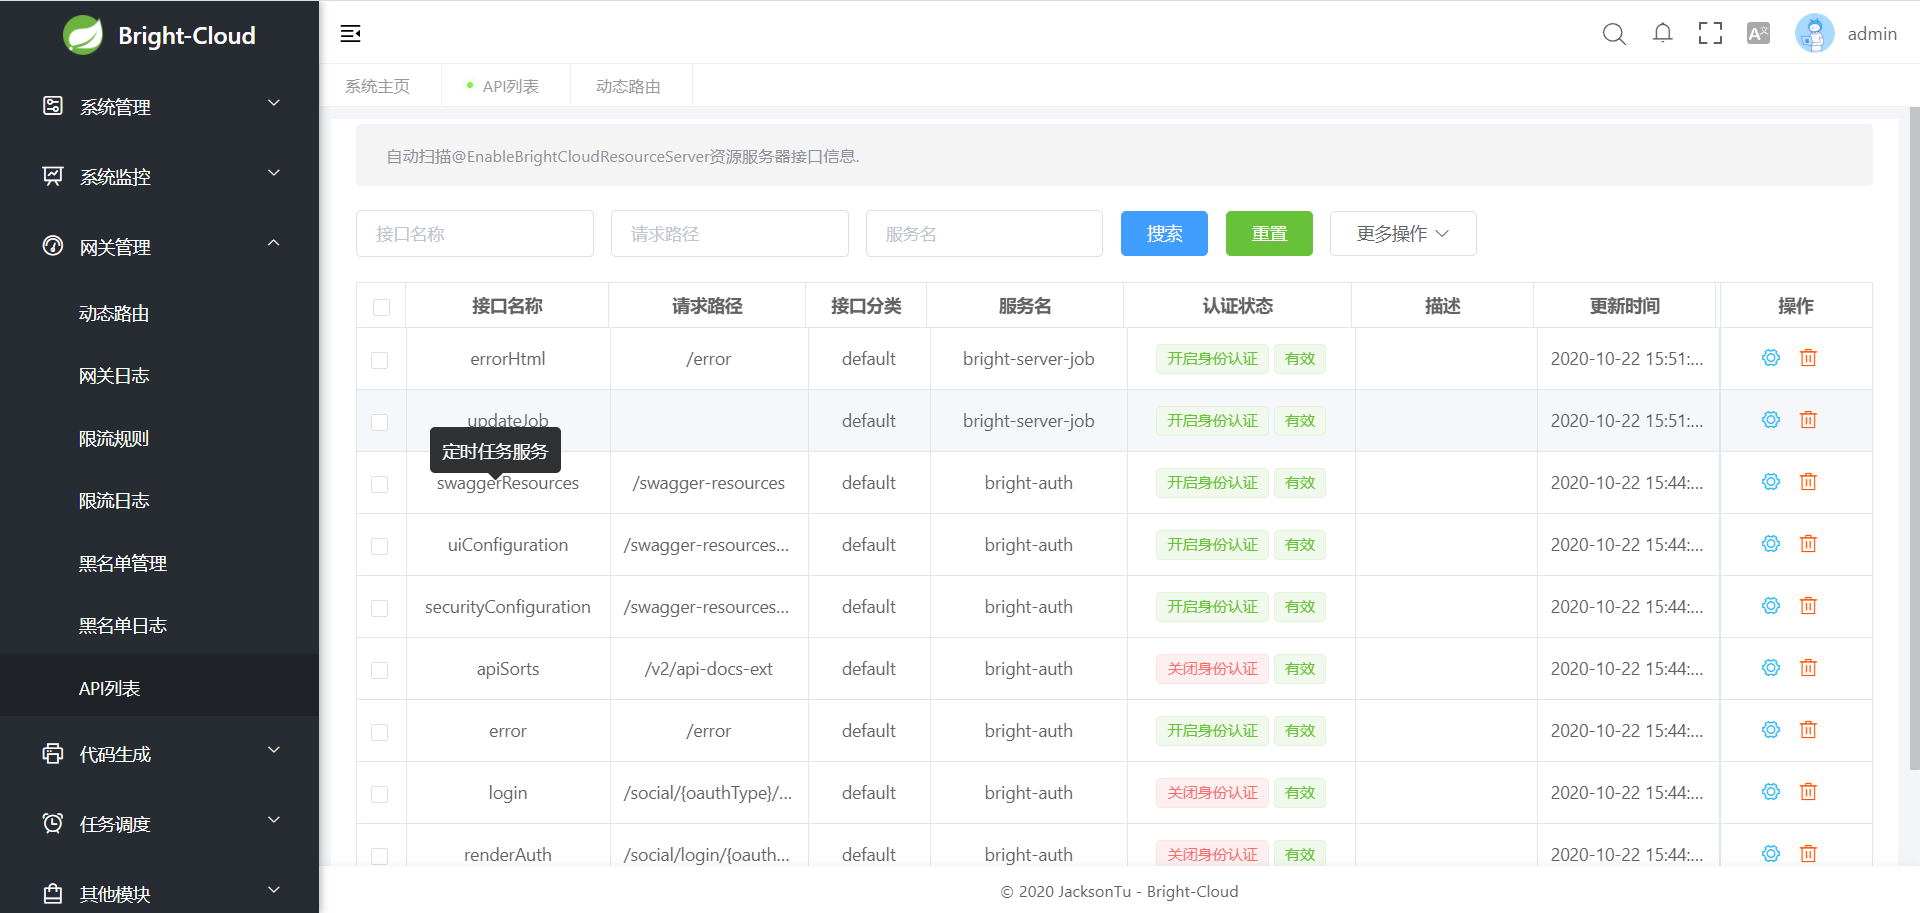 Bright-Cloud
admin
系统管理
系统监控
网关管理
动态路由
网关日志
限流规则
限流日志
黑名单管理
黑名单日志
API列表
代码生成
任务调度
其他模块
系统主页 API列表 动态路由
自动扫描@EnableBrightCloudResourceServer资源服务器接口信息.
接口名称 请求路径 服务名 搜索 重置 更多操作
接口名称 请求路径 接口分类 服务名 认证状态 描述 更新时间 操作
errorHtml /error default bright-server-job 开启身份认证 有效 2020-10-22 15:51:...
updateJob default bright-server-job 开启身份认证 有效 2020-10-22 15:51:...
定时任务服务
swaggerResources /swagger-resources default bright-auth 开启身份认证 有效 2020-10-22 15:44:...
uiConfiguration /swagger-resources... default bright-auth 开启身份认证 有效 2020-10-22 15:44:...
securityConfiguration /swagger-resources... default bright-auth 开启身份认证 有效 2020-10-22 15:44:...
apiSorts /v2/api-docs-ext default bright-auth 关闭身份认证 有效 2020-10-22 15:44:...
error /error default bright-auth 开启身份认证 有效 2020-10-22 15:44:...
login /social/{oauthType}/... default bright-auth 关闭身份认证 有效 2020-10-22 15:44:...
renderAuth /social/login/{oauth... default bright-auth 关闭身份认证 有效 2020-10-22 15:44:...
© 2020 JacksonTu - Bright-Cloud